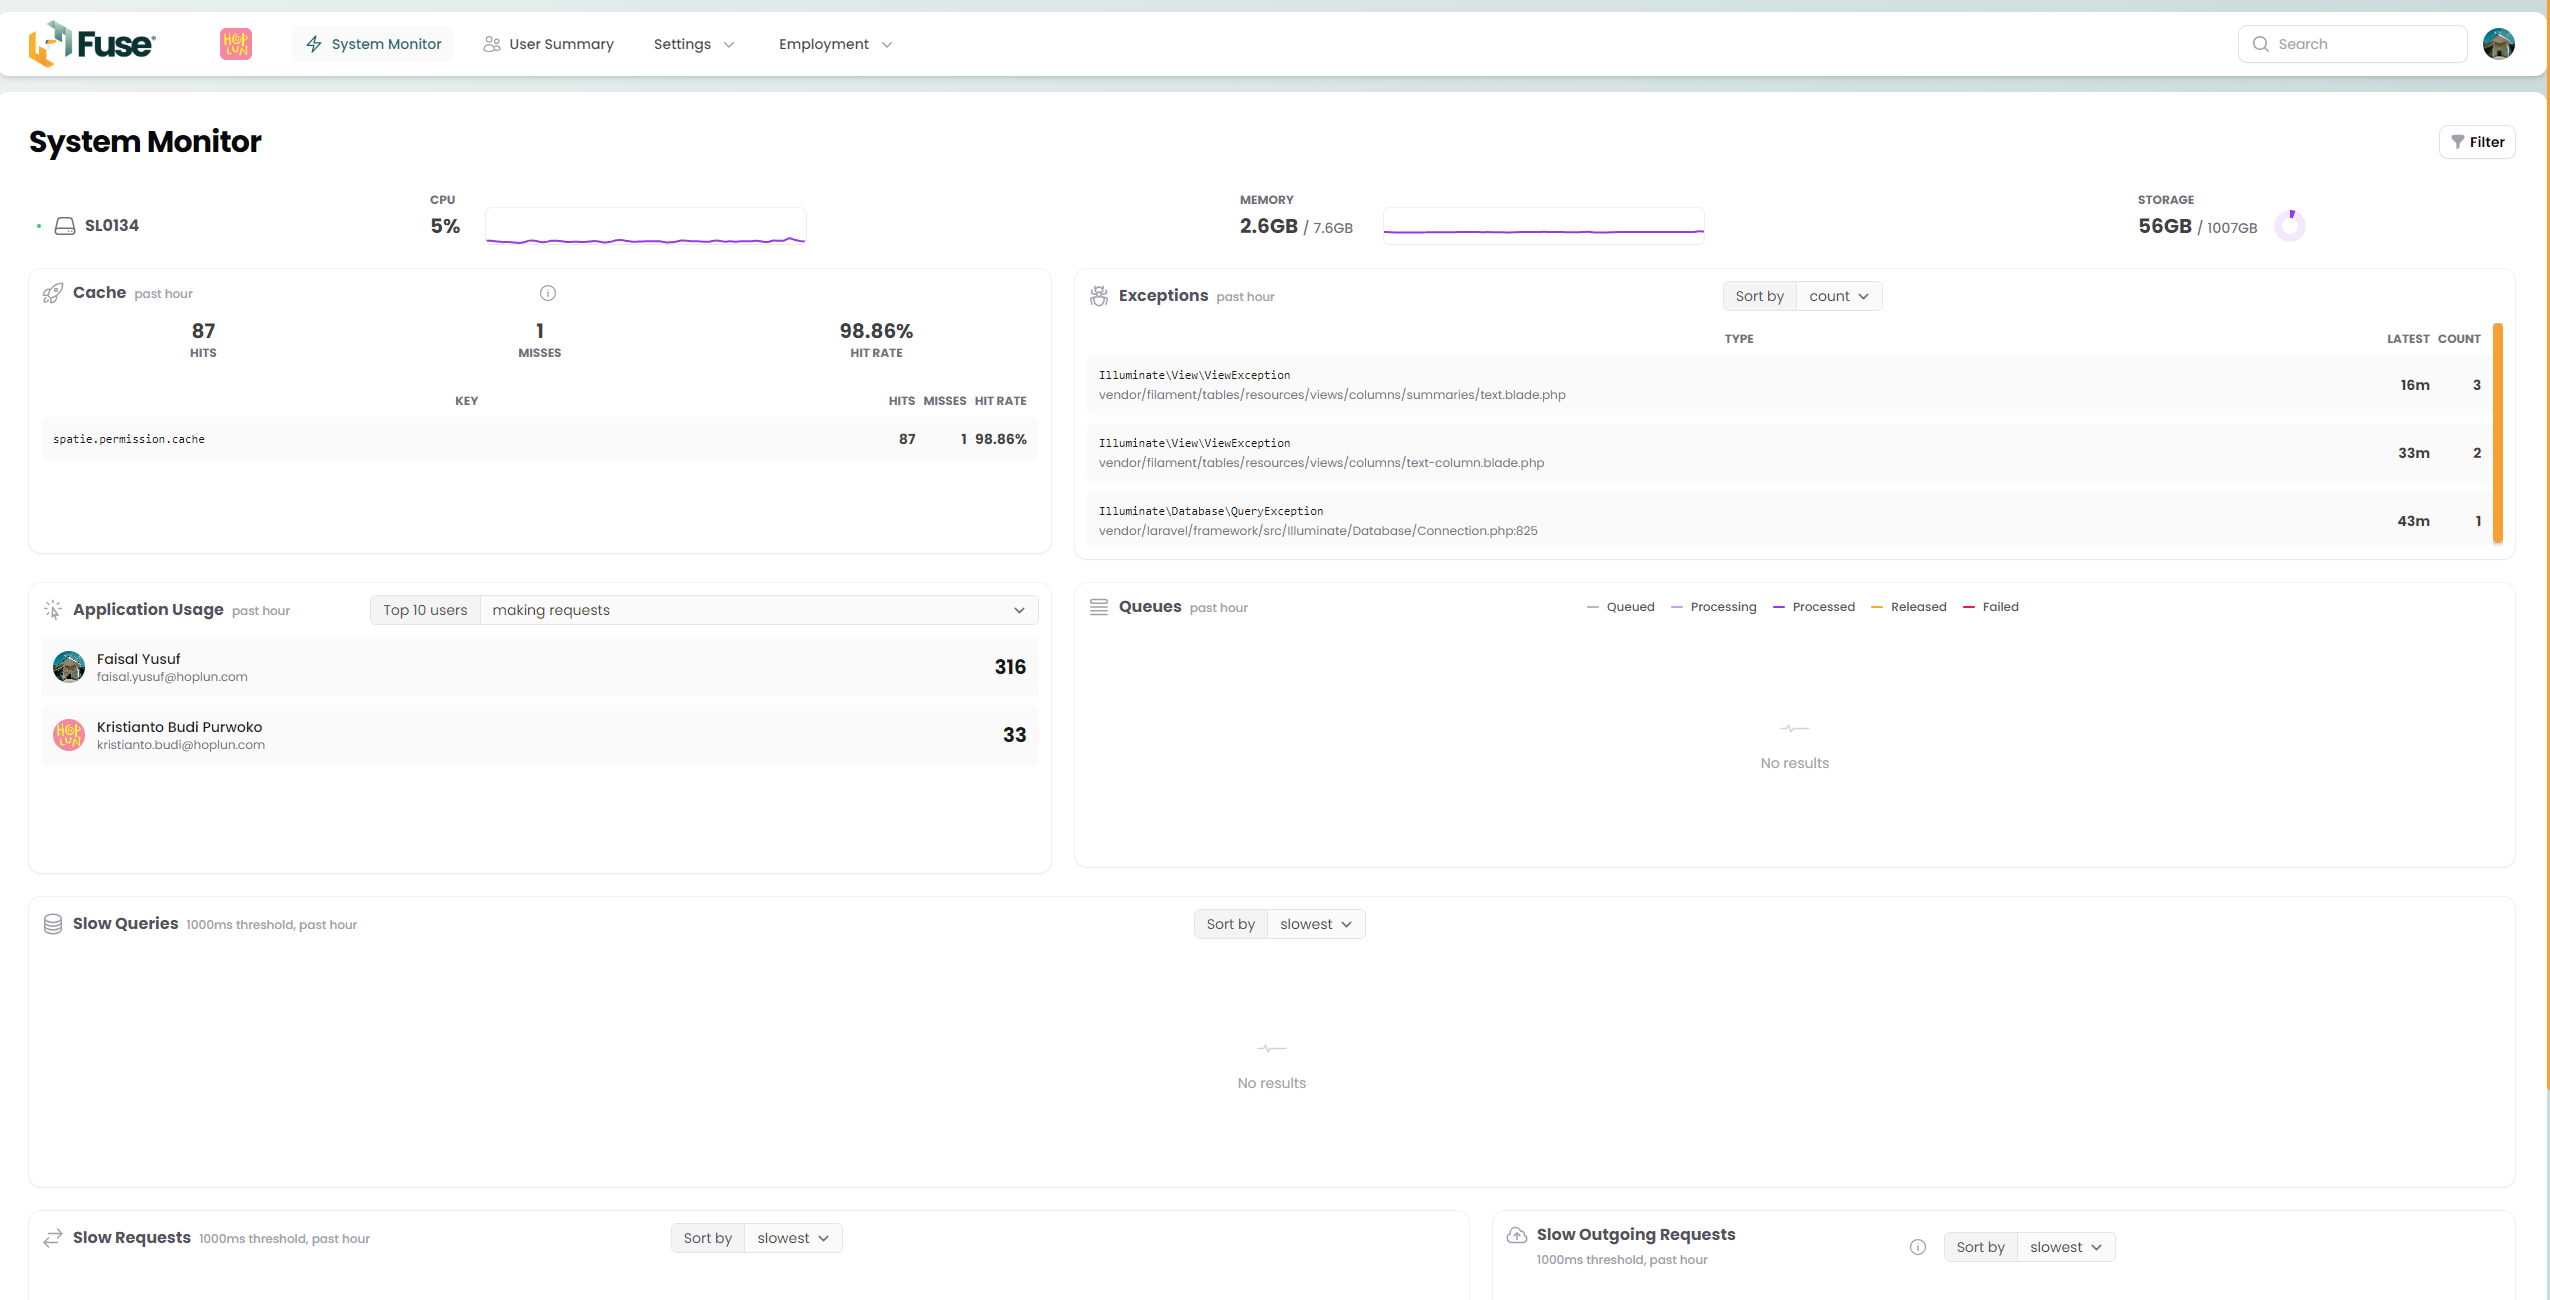 Fuse
HOP
LUN
System Monitor
User Summary
Settings
Employment
Search
System Monitor
Filter
SL0134
CPU
5%
MEMORY
2.6GB / 7.6GB
STORAGE
56GB / 1007GB
Cache past hour
87
HITS
1
MISSES
98.86%
HIT RATE
KEY HITS MISSES HIT RATE
spatie.permission.cache 87 1 98.86%
Exceptions past hour
Sort by count
TYPE LATEST COUNT
Illuminate\View\ViewException
vendor/filament/tables/resources/views/columns/summaries/text.blade.php
16m 3
Illuminate\View\ViewException
vendor/filament/tables/resources/views/columns/text-column.blade.php
33m 2
Illuminate\Database\QueryException
vendor/laravel/framework/src/Illuminate/Database/Connection.php:825
43m 1
Application Usage past hour
Top 10 users making requests
Faisal Yusuf
faisal.yusuf@hoplun.com
316
HOP
LUN
Kristianto Budi Purwoko
kristianto.budi@hoplun.com
33
Queues past hour
Queued Processing Processed Released Failed
No results
Slow Queries 1000ms threshold, past hour
Sort by slowest
No results
Slow Requests 1000ms threshold, past hour
Sort by slowest
Slow Outgoing Requests
1000ms threshold, past hour
Sort by slowest